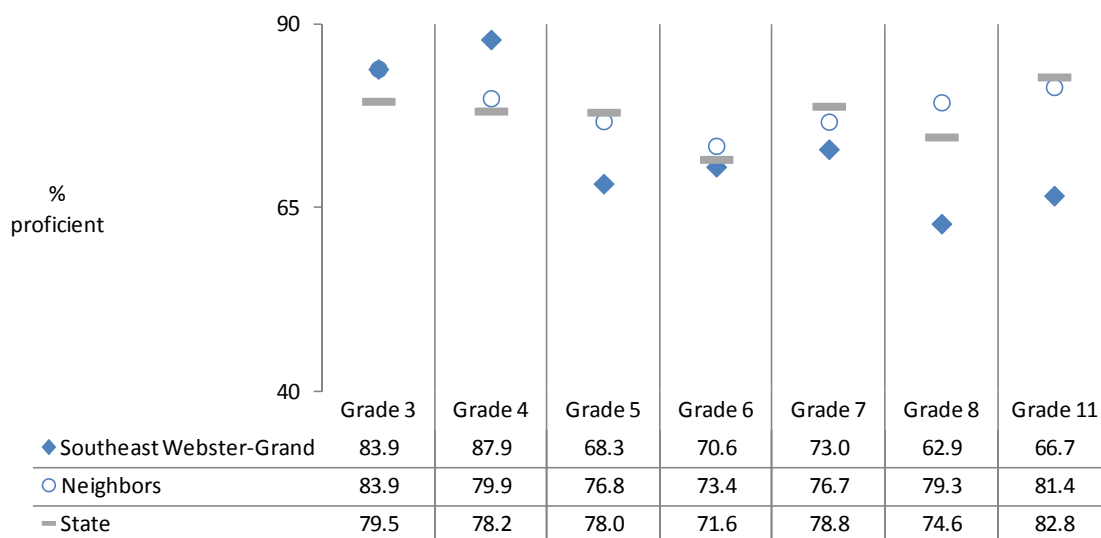 90
%
proficient
65
40
Grade 3 Grade 4 Grade 5 Grade 6 Grade 7 Grade 8 Grade 11
Southeast Webster-Grand 83.9 87.9 68.3 70.6 73.0 62.9 66.7
Neighbors 83.9 79.9 76.8 73.4 76.7 79.3 81.4
State 79.5 78.2 78.0 71.6 78.8 74.6 82.8